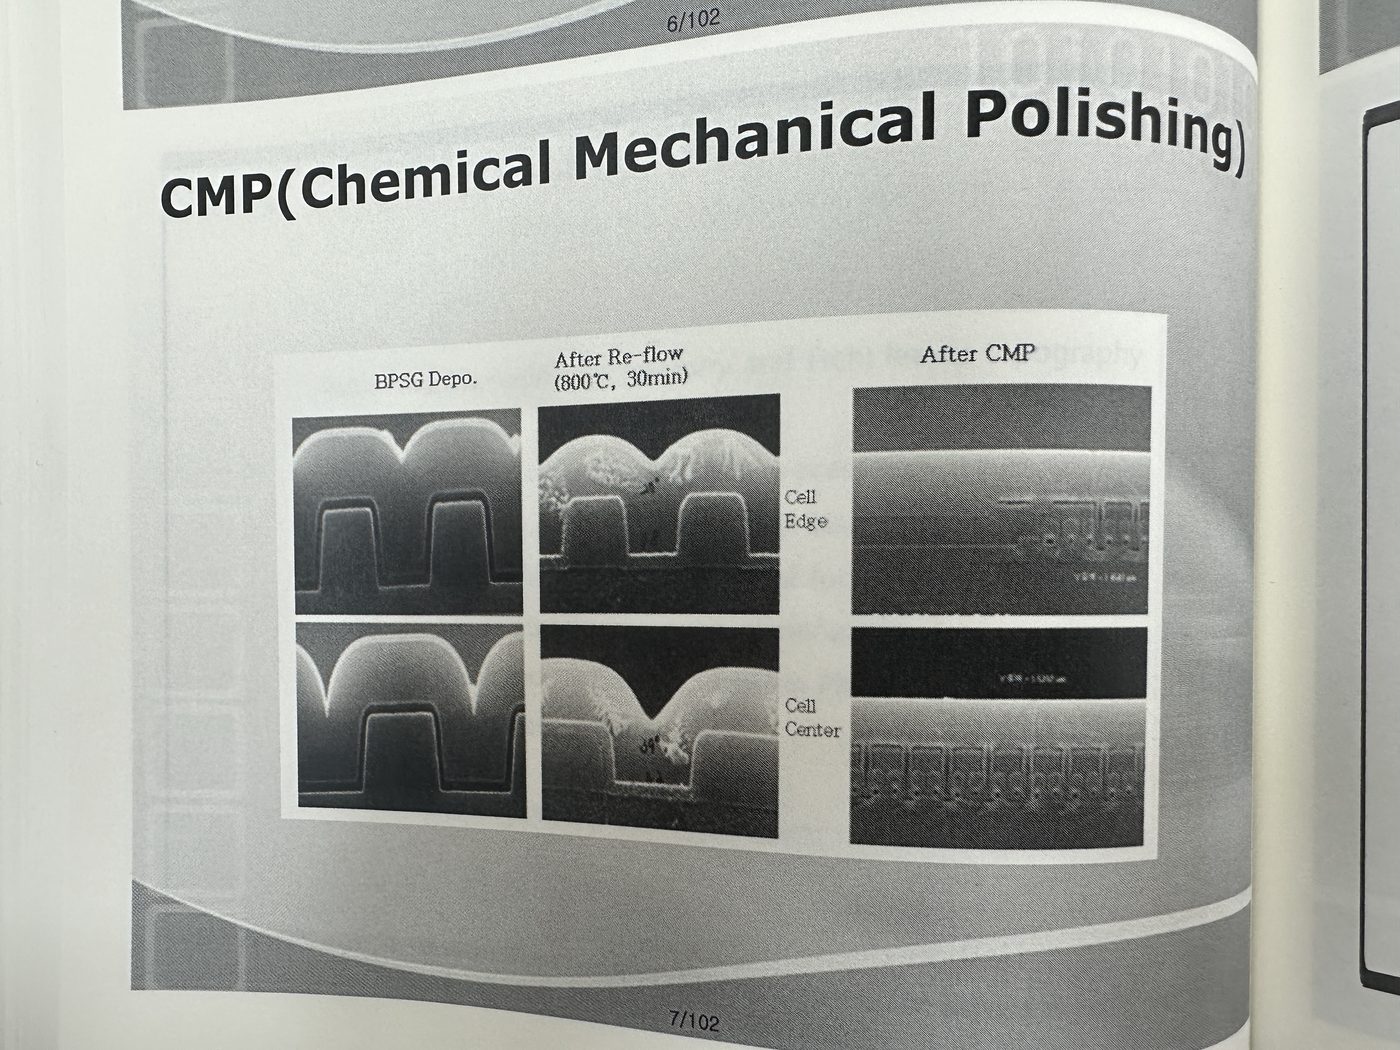 6/102
CMP(Chemical Mechanical Polishing)
BPSG Depo.
After Re-flow
(800℃, 30min)
After CMP
Cell
Edge
Cell
Center
7/102